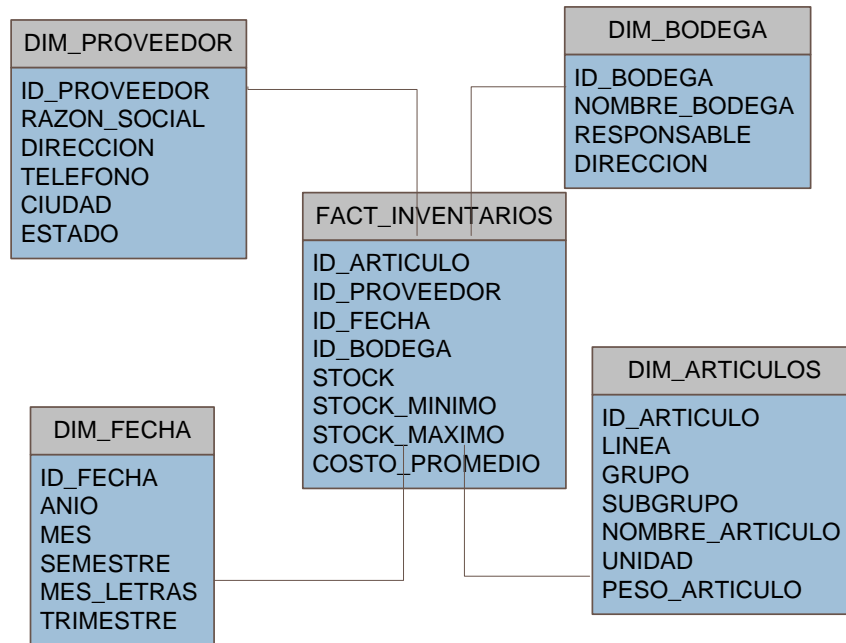 DIM_PROVEEDOR
ID_PROVEEDOR
RAZON_SOCIAL
DIRECCION
TELEFONO
CIUDAD
ESTADO
DIM_BODEGA
ID_BODEGA
NOMBRE_BODEGA
RESPONSABLE
DIRECCION
FACT_INVENTARIOS
ID_ARTICULO
ID_PROVEEDOR
ID_FECHA
ID_BODEGA
STOCK
STOCK_MINIMO
STOCK_MAXIMO
COSTO_PROMEDIO
DIM_FECHA
ID_FECHA
ANIO
MES
SEMESTRE
MES_LETRAS
TRIMESTRE
DIM_ARTICULOS
ID_ARTICULO
LINEA
GRUPO
SUBGRUPO
NOMBRE_ARTICULO
UNIDAD
PESO_ARTICULO